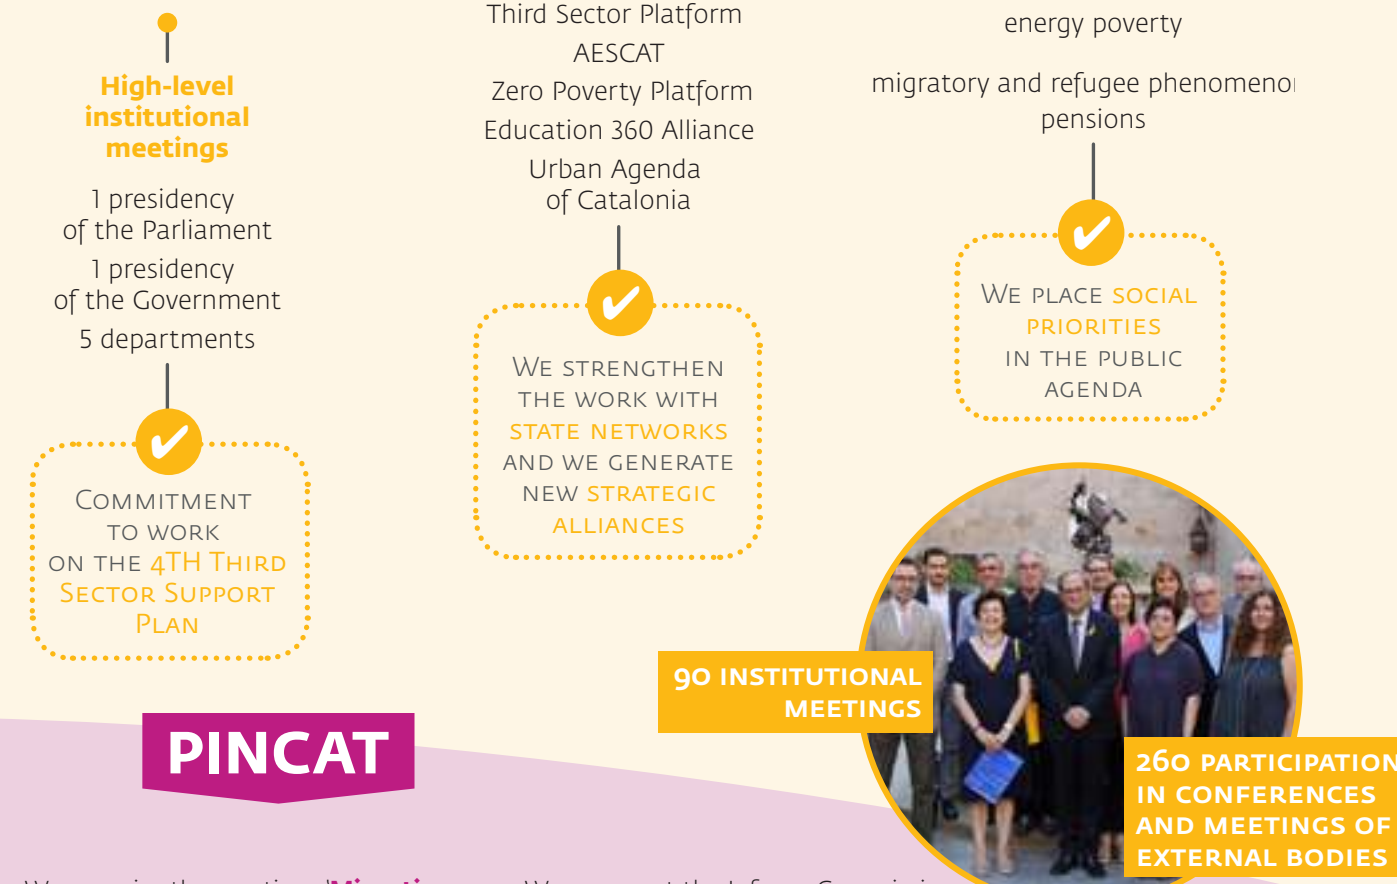 High-level
institutional
meetings
1 presidency
of the Parliament
1 presidency
of the Government
5 departments
COMMITMENT
TO WORK
ON THE 4TH THIRD
SECTOR SUPPORT
PLAN
Third Sector Platform
AESCAT
Zero Poverty Platform
Education 360 Alliance
Urban Agenda
of Catalonia
WE STRENGTHEN
THE WORK WITH
STATE NETWORKS
AND WE GENERATE
NEW STRATEGIC
ALLIANCES
energy poverty
migratory and refugee phenomenon
pensions
WE PLACE SOCIAL
PRIORITIES
IN THE PUBLIC
AGENDA
90 INSTITUTIONAL
MEETINGS
260 PARTICIPATION
IN CONFERENCES
AND MEETINGS OF
EXTERNAL BODIES
PINCAT